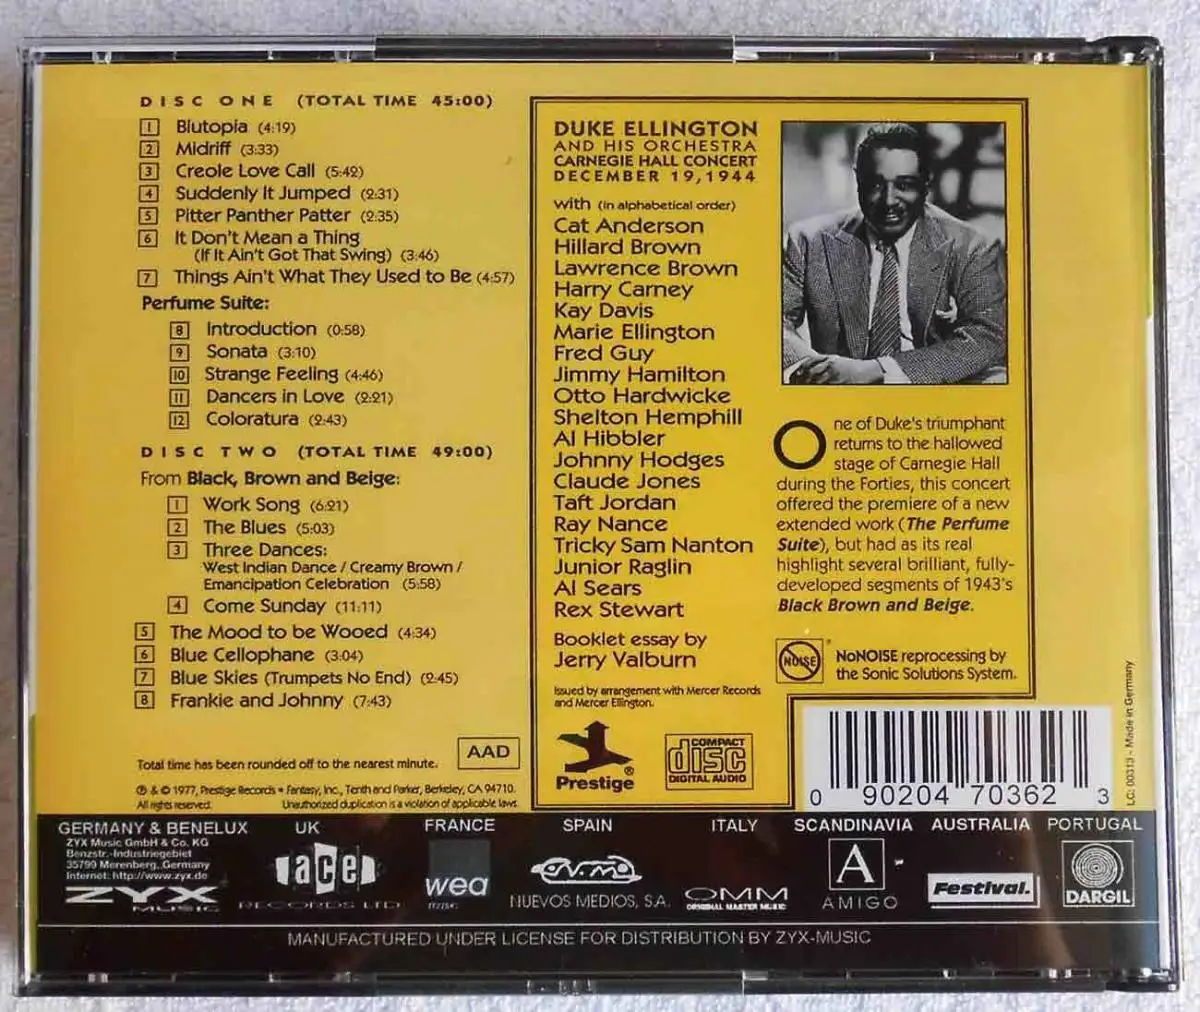 DISC ONE (TOTAL TIME 45:00)
1 Blutopia (4:19)
2 Midriff (3:33)
3 Creole Love Call (5:42)
4 Suddenly It Jumped (2:31)
5 Pitter Panther Patter (2:35)
6 It Don't Mean a Thing
(If It Ain't Got That Swing) (3:46)
7 Things Ain't What They Used to Be (4:57)
Perfume Suite:
8 Introduction (0:58)
9 Sonata (3:10)
10 Strange Feeling (4:46)
11 Dancers in Love (2:21)
12 Coloratura (2:43)
DISC TWO (TOTAL TIME 49:00)
From Black, Brown and Beige:
1 Work Song (6:21)
2 The Blues (5:03)
3 Three Dances:
West Indian Dance / Creamy Brown /
Emancipation Celebration (5:58)
4 Come Sunday (11:11)
5 The Mood to be Wooed (4:34)
6 Blue Cellophane (3:04)
7 Blue Skies (Trumpets No End) (2:45)
8 Frankie and Johnny (7:43)
Total time has been rounded off to the nearest minute.
AAD
℗ & © 1977, Prestige Records • Fantasy, Inc., Tenth and Parker, Berkeley, CA 94710.
All rights reserved. Unauthorized duplication is a violation of applicable laws.
DUKE ELLINGTON
AND HIS ORCHESTRA
CARNEGIE HALL CONCERT
DECEMBER 19, 1944
with (in alphabetical order)
Cat Anderson
Hillard Brown
Lawrence Brown
Harry Carney
Kay Davis
Marie Ellington
Fred Guy
Jimmy Hamilton
Otto Hardwicke
Shelton Hemphill
Al Hibbler
Johnny Hodges
Claude Jones
Taft Jordan
Ray Nance
Tricky Sam Nanton
Junior Raglin
Al Sears
Rex Stewart
Booklet essay by
Jerry Valburn
Issued by arrangement with Mercer Records
and Mercer Ellington.
Prestige®
COMPACT
disc
DIGITAL AUDIO
One of Duke's triumphant
returns to the hallowed
stage of Carnegie Hall
during the Forties, this concert
offered the premiere of a new
extended work (The Perfume
Suite), but had as its real
highlight several brilliant, fully-
developed segments of 1943's
Black Brown and Beige.
NOISE ® NoNOISE reprocessing by
the Sonic Solutions System.
0 90204 70362 3
LC: 00313 - Made in Germany
GERMANY & BENELUX
ZYX Music GmbH & Co. KG
Benzstr.-Industriegebiet
35799 Merenberg, Germany
Internet: http://www.zyx.de
ZYX
MUSIC
UK
ace
RECORDS LTD
FRANCE
wea
music
SPAIN
N.M.
NUEVOS MEDIOS, S.A.
ITALY
OMM
ORIGINAL MASTER MUSIC
SCANDINAVIA
A
AMIGO
AUSTRALIA
Festival.
PORTUGAL
DARGIL
MANUFACTURED UNDER LICENSE FOR DISTRIBUTION BY ZYX-MUSIC